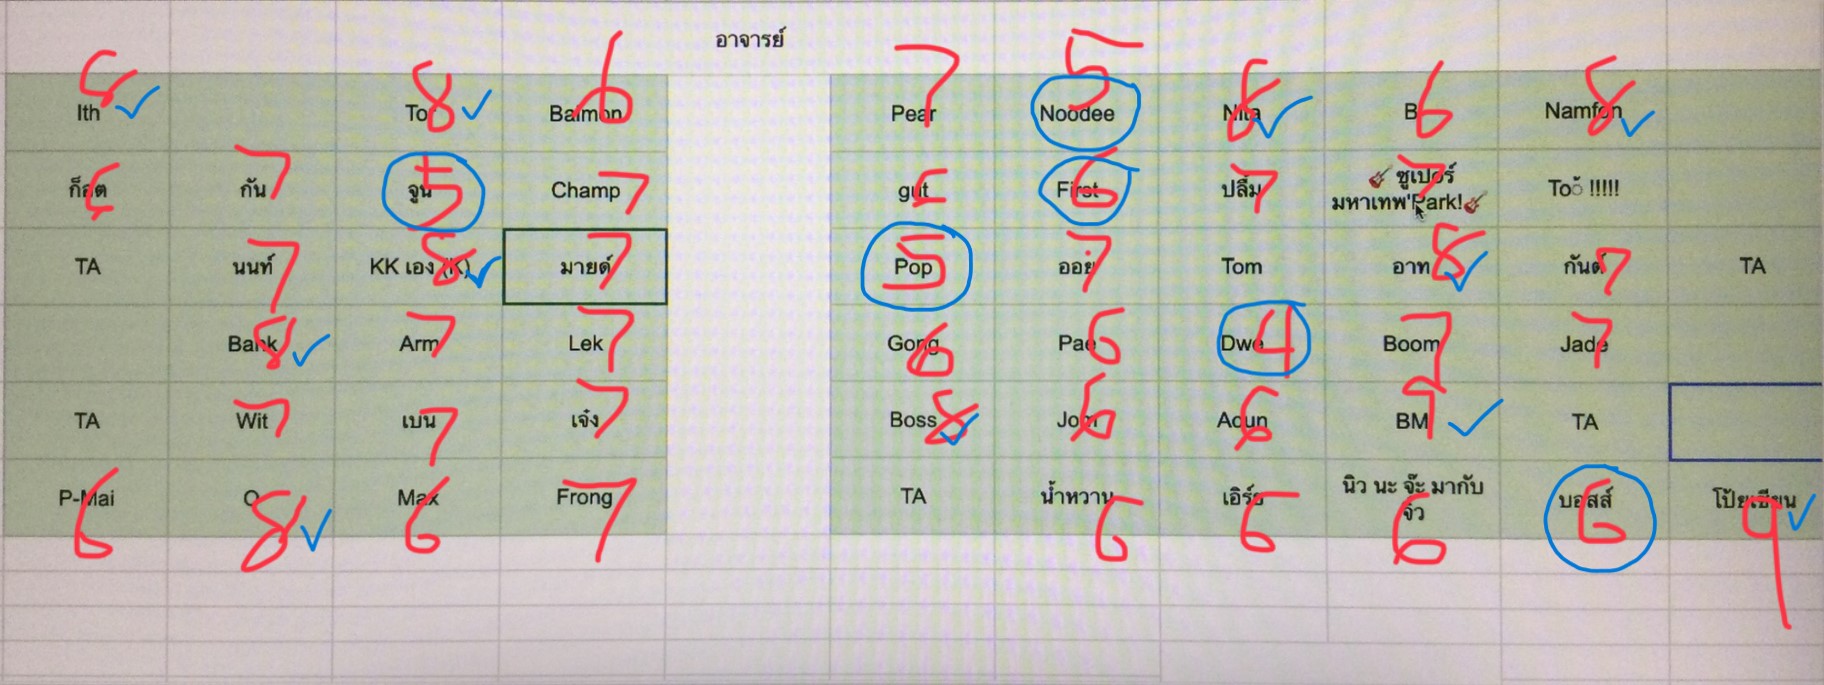 อาจารย์
Ith 8 To 8 Balmon 6 Pear 7 Noodee 5 Nita 8 B 6 Namfon 8
ก็อต 6 กัน 7 จูน 5 Champ 7 gut 6 First 6 ปลื้ม 7 🎸 ซูเปอร์ 7 To้ !!!!!
มหาเทพ'Park!🎸
TA นนท์ 7 KK เอง (K) 8 มายด์ 7 Pop 5 ออย 7 Tom อาท 8 กันต์ 7 TA
Bank 8 Arm 7 Lek 7 Gong 6 Pae 6 Dwe 4 Boom 7 Jade 7
TA Wit 7 เบน 7 เจ๋ง 7 Boss 8 6 Aoun 6 BM 9 TA
P-Mai 6 O 8 Max 6 Frong 7 TA น้ำหวาน 6 เอิร์ธ 6 นิว นะ จ๊ะ มากับ บอสส์ 6 โป้ยเซียน 9
จิ๋ว 6